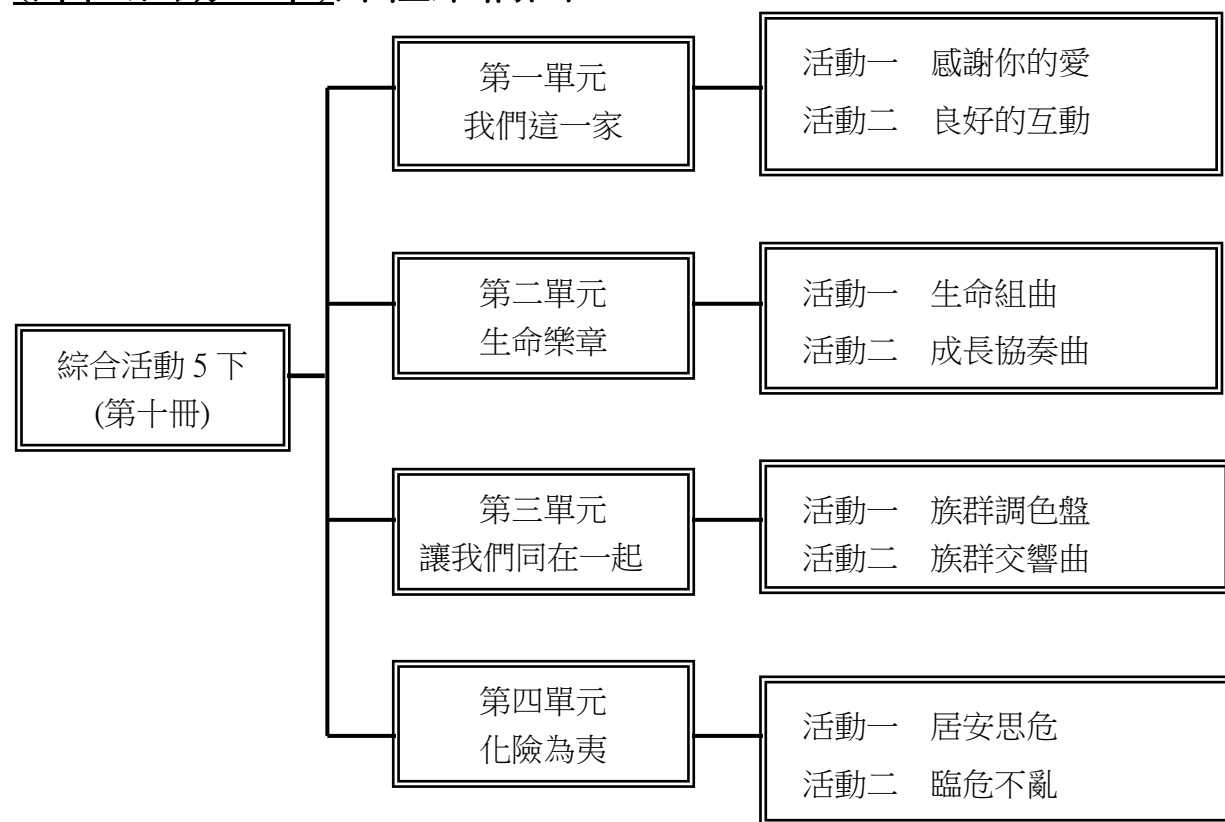 綜合活動 5 下
(第十冊)
第一單元
我們這一家
活動一　感謝你的愛
活動二　良好的互動
第二單元
生命樂章
活動一　生命組曲
活動二　成長協奏曲
第三單元
讓我們同在一起
活動一　族群調色盤
活動二　族群交響曲
第四單元
化險為夷
活動一　居安思危
活動二　臨危不亂